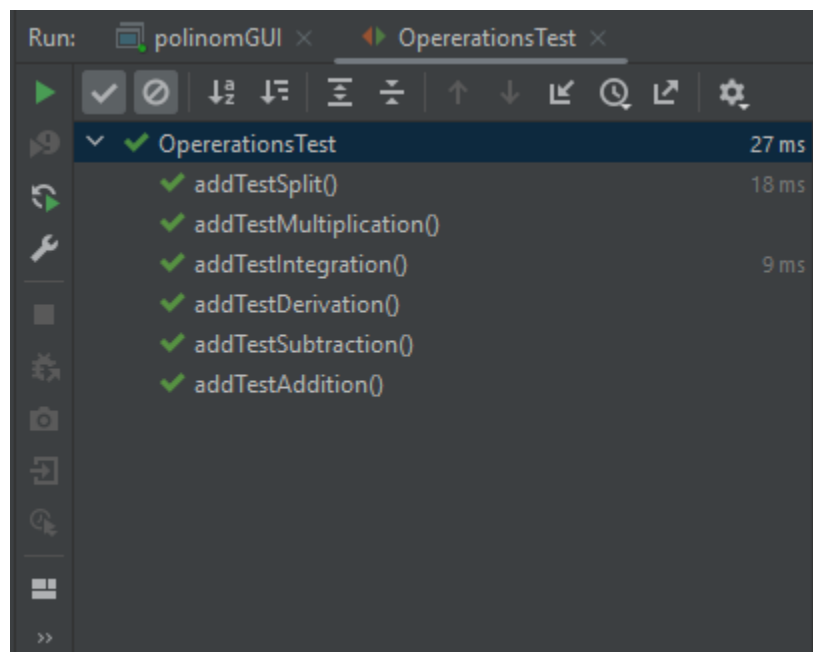 Run: polinomGUI OpererationsTest
OpererationsTest 27 ms
addTestSplit() 18 ms
addTestMultiplication()
addTestIntegration() 9 ms
addTestDerivation()
addTestSubtraction()
addTestAddition()